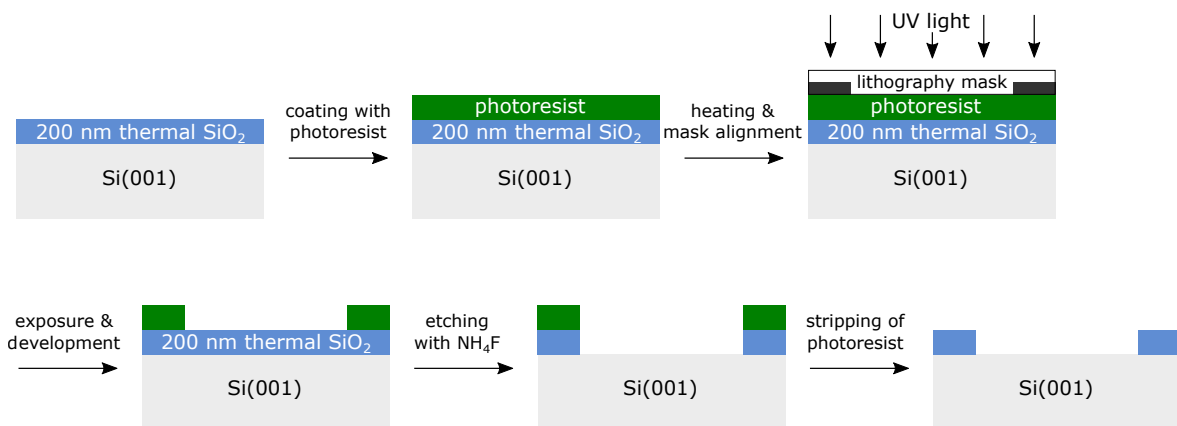 UV light
lithography mask
coating with
photoresist
photoresist
heating &
mask alignment
photoresist
200 nm thermal SiO₂
200 nm thermal SiO₂
200 nm thermal SiO₂
Si(001)
Si(001)
Si(001)
exposure &
development
200 nm thermal SiO₂
etching
with NH₄F
stripping of
photoresist
Si(001)
Si(001)
Si(001)